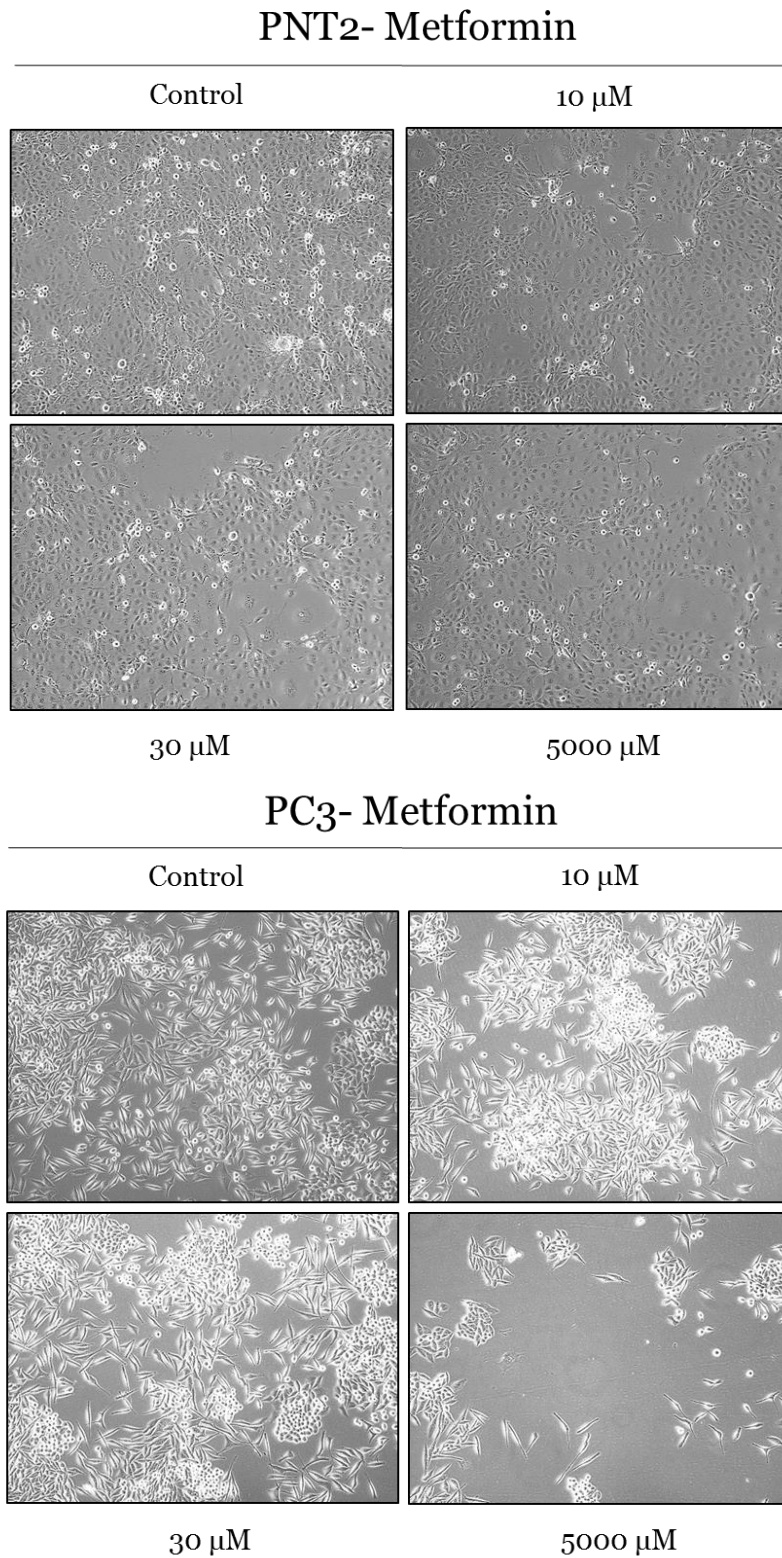 PNT2- Metformin
Control
10 μM
30 μM
5000 μM
PC3- Metformin
Control
10 μM
30 μM
5000 μM